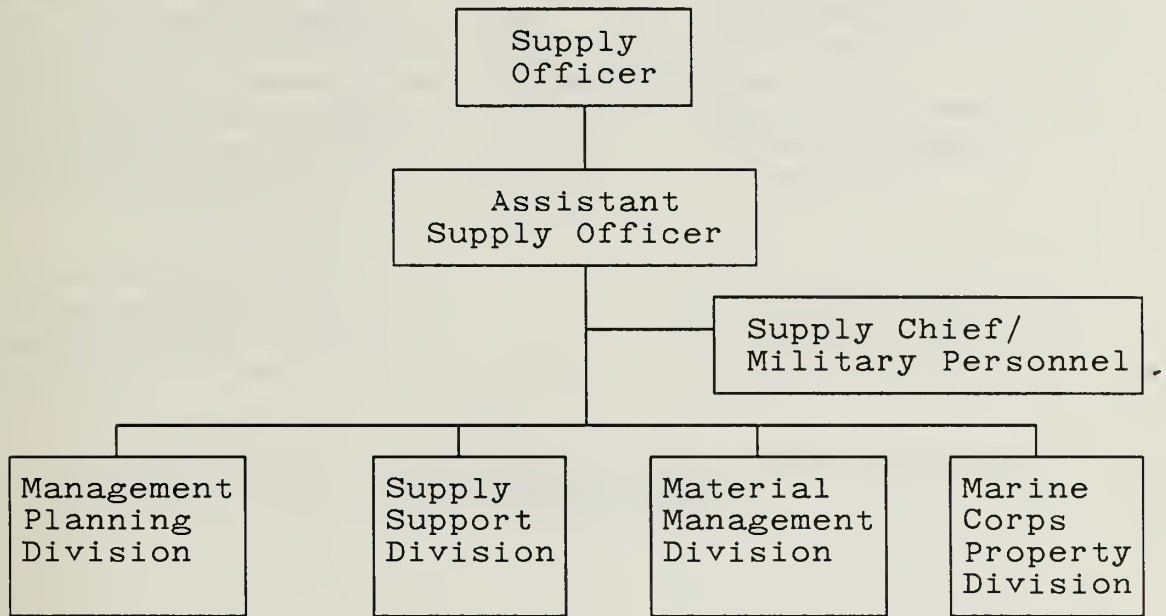 Supply
Officer
Assistant
Supply Officer
Supply Chief/
Military Personnel
Management
Planning
Division
Supply
Support
Division
Material
Management
Division
Marine
Corps
Property
Division